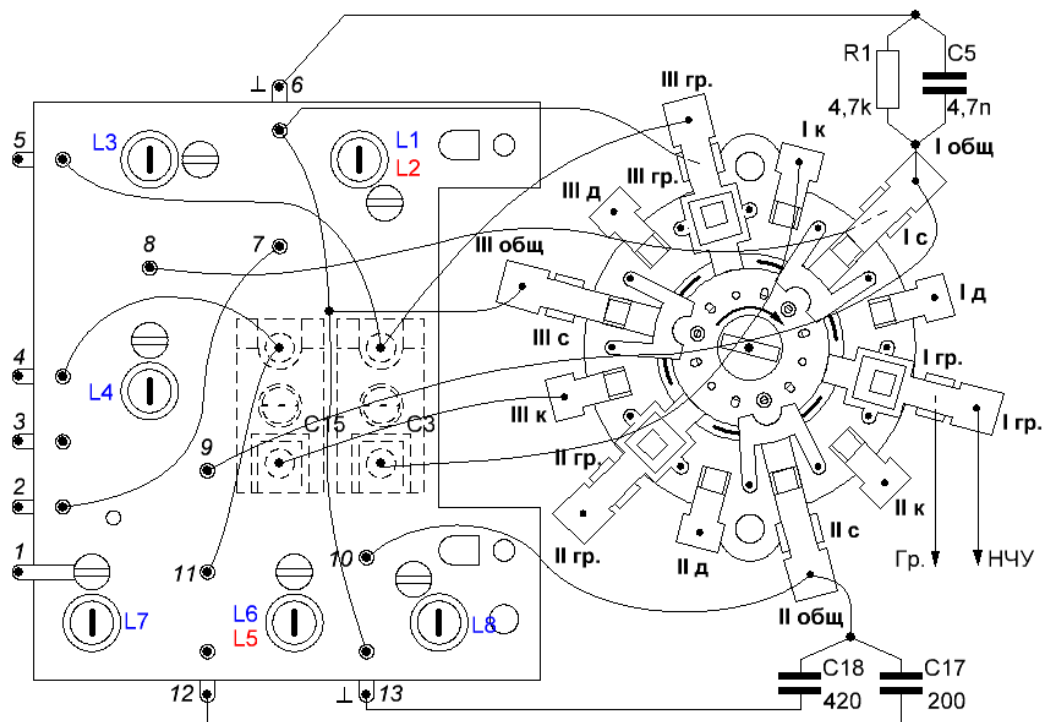 ⊥ 6
R1
C5
III гр.
4,7k
4,7n
5
L3
L1
L2
I к
I общ
III гр.
III д
8
7
I с
III общ
I д
III с
4
I гр.
L4
III к
C15
C3
3
I гр.
9
II гр.
2
II к
II с
II гр.
1
10
II д
Гр.
НЧУ
11
L7
L6
L5
L8
II общ
12
⊥
13
C18
C17
420
200